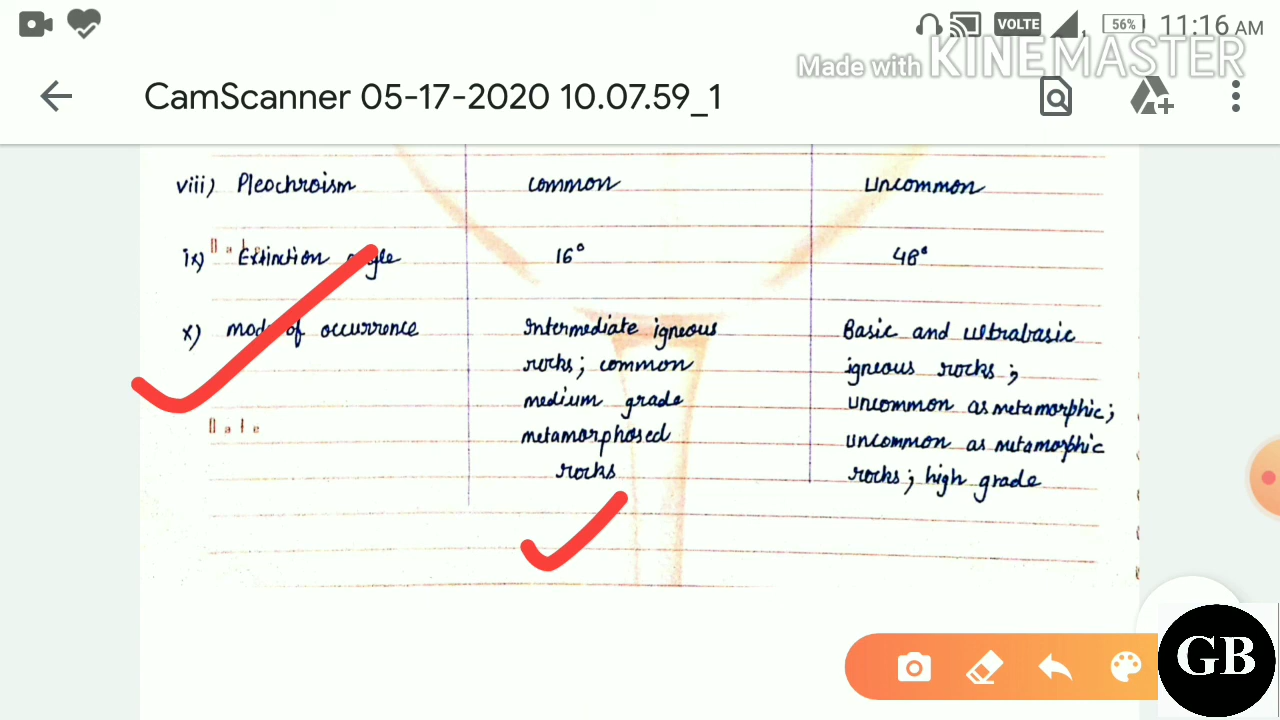 VOLTE 56% 11:16 AM
Made with KINEMASTER
CamScanner 05-17-2020 10.07.59_1
viii) Pleochroism common uncommon
Date
ix) Extinction angle 16° 48°
x) mode of occurrence Intermediate igneous Basic and ultrabasic
rocks; common igneous rocks;
medium grade uncommon as metamorphic;
Date
metamorphosed uncommon as metamorphic
rocks rocks; high grade
GB